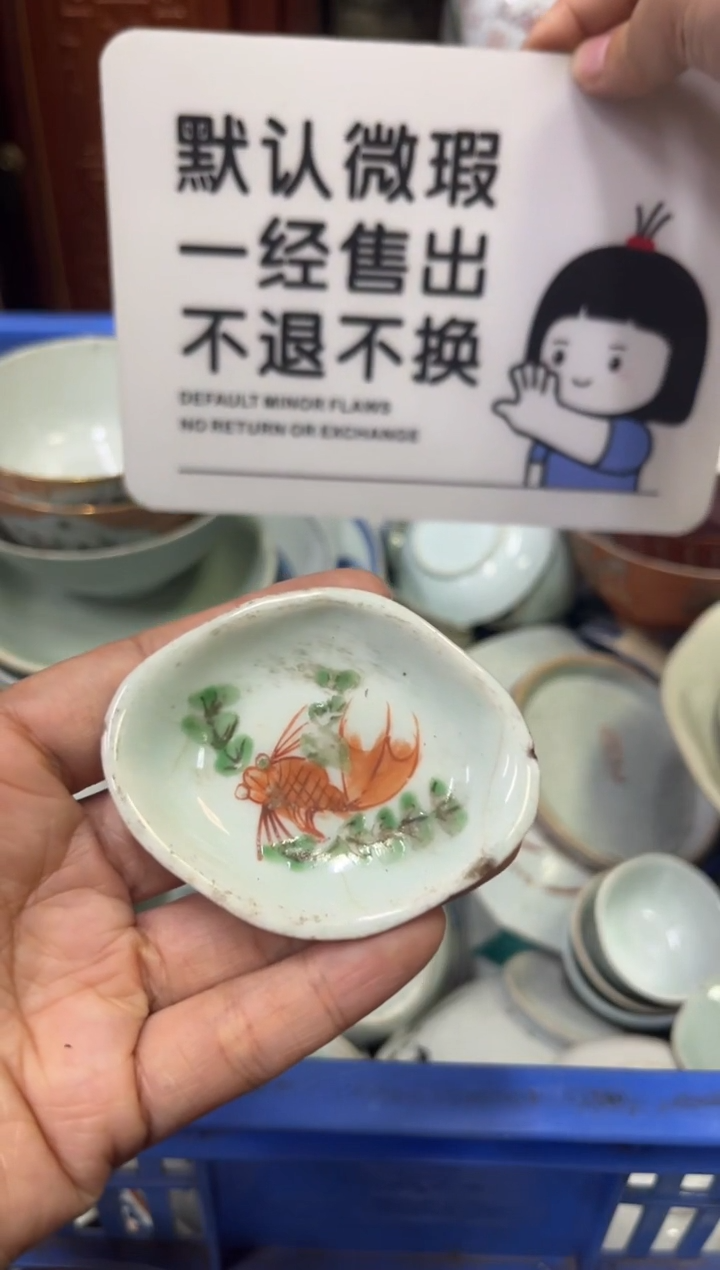 默认微瑕
一经售出
不退不换
DEFAULT MINOR FLAWS
NO RETURN OR EXCHANGE